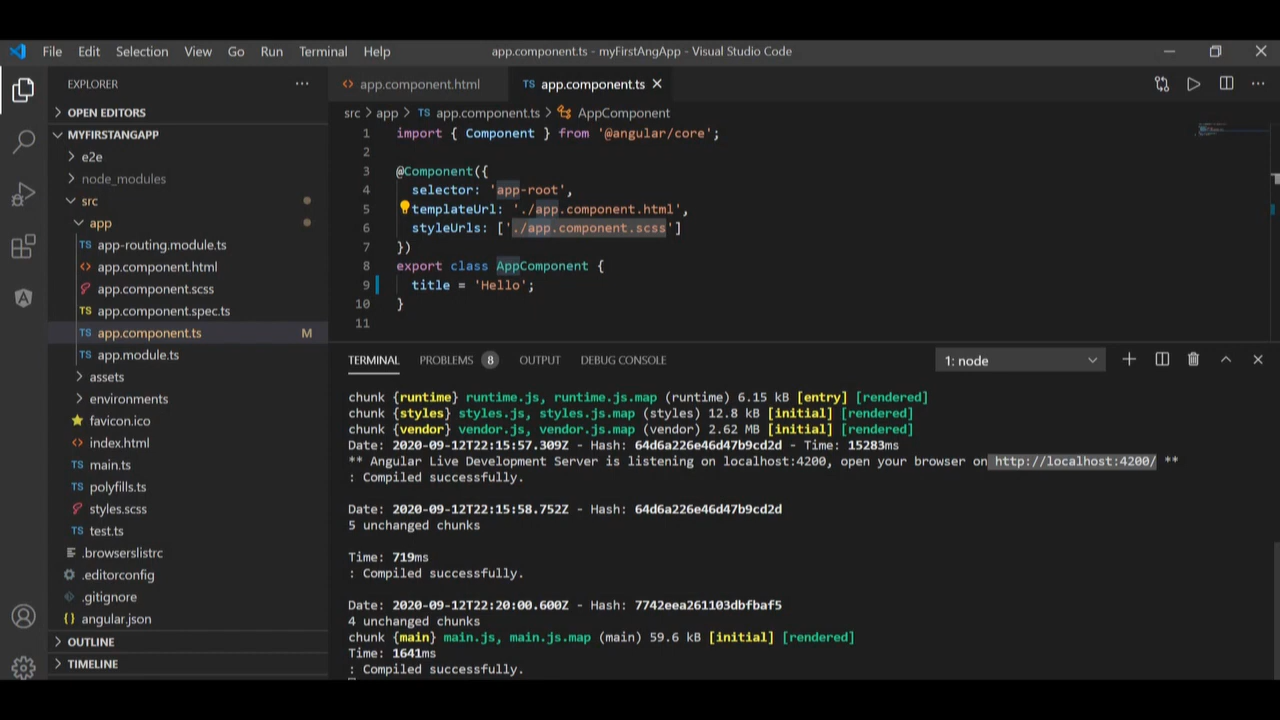 File Edit Selection View Go Run Terminal Help app.component.ts - myFirstAngApp - Visual Studio Code
EXPLORER
OPEN EDITORS
MYFIRSTANGAPP
e2e
node_modules
src
app
TS app-routing.module.ts
<> app.component.html
app.component.scss
TS app.component.spec.ts
TS app.component.ts M
TS app.module.ts
assets
environments
favicon.ico
<> index.html
TS main.ts
TS polyfills.ts
styles.scss
TS test.ts
.browserslistrc
.editorconfig
.gitignore
{} angular.json
OUTLINE
TIMELINE
<> app.component.html TS app.component.ts
src > app > TS app.component.ts > AppComponent
1 import { Component } from '@angular/core';
2
3 @Component({
4 selector: 'app-root',
5 templateUrl: './app.component.html',
6 styleUrls: ['./app.component.scss']
7 })
8 export class AppComponent {
9 title = 'Hello';
10 }
11
TERMINAL PROBLEMS 8 OUTPUT DEBUG CONSOLE 1: node
chunk {runtime} runtime.js, runtime.js.map (runtime) 6.15 kB [entry] [rendered]
chunk {styles} styles.js, styles.js.map (styles) 12.8 kB [initial] [rendered]
chunk {vendor} vendor.js, vendor.js.map (vendor) 2.62 MB [initial] [rendered]
Date: 2020-09-12T22:15:57.309Z - Hash: 64d6a226e46d47b9cd2d - Time: 15283ms
** Angular Live Development Server is listening on localhost:4200, open your browser on http://localhost:4200/ **
: Compiled successfully.
Date: 2020-09-12T22:15:58.752Z - Hash: 64d6a226e46d47b9cd2d
5 unchanged chunks
Time: 719ms
: Compiled successfully.
Date: 2020-09-12T22:20:00.600Z - Hash: 7742eea261103dbfbaf5
4 unchanged chunks
chunk {main} main.js, main.js.map (main) 59.6 kB [initial] [rendered]
Time: 1641ms
: Compiled successfully.